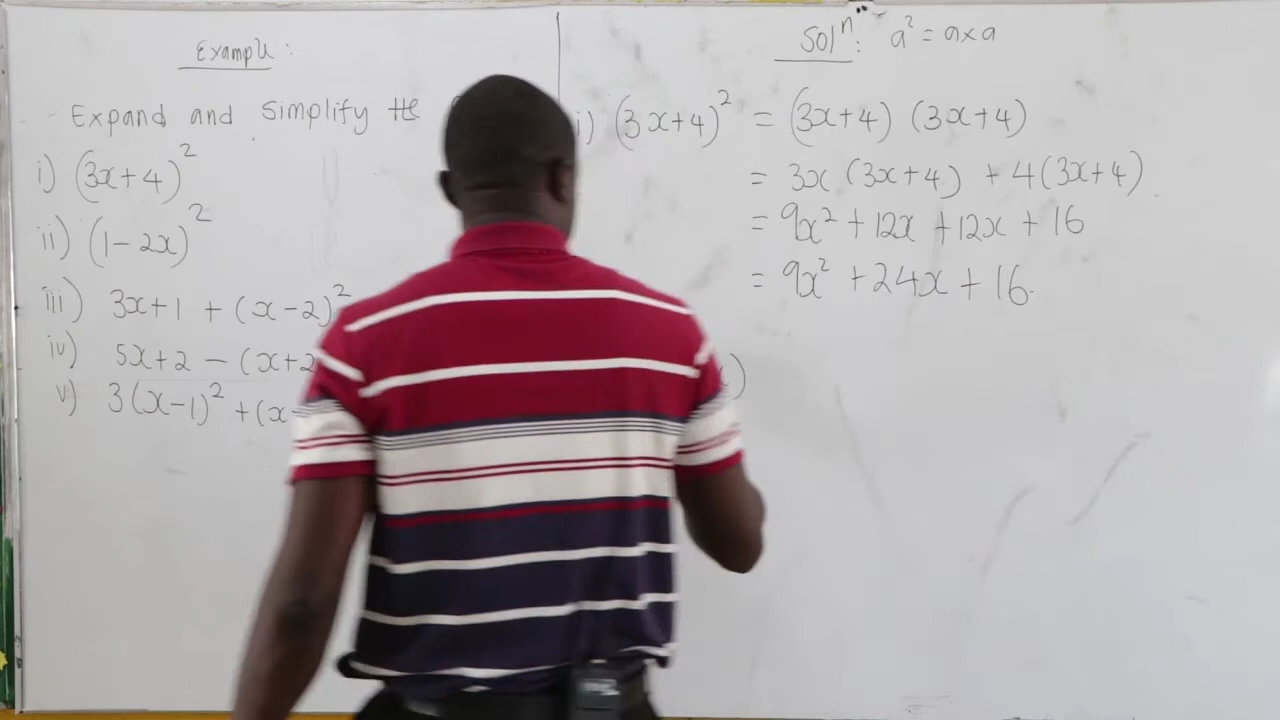 Example:
Expand and simplify the
i) (3x+4)²
ii) (1-2x)²
iii) 3x+1 + (x-2)²
iv) 5x+2 - (x+2
v) 3(x-1)² + (x-
Solⁿ: a² = a×a
i) (3x+4)² = (3x+4) (3x+4)
= 3x (3x+4) + 4(3x+4)
= 9x² + 12x + 12x + 16
= 9x² + 24x + 16.
)